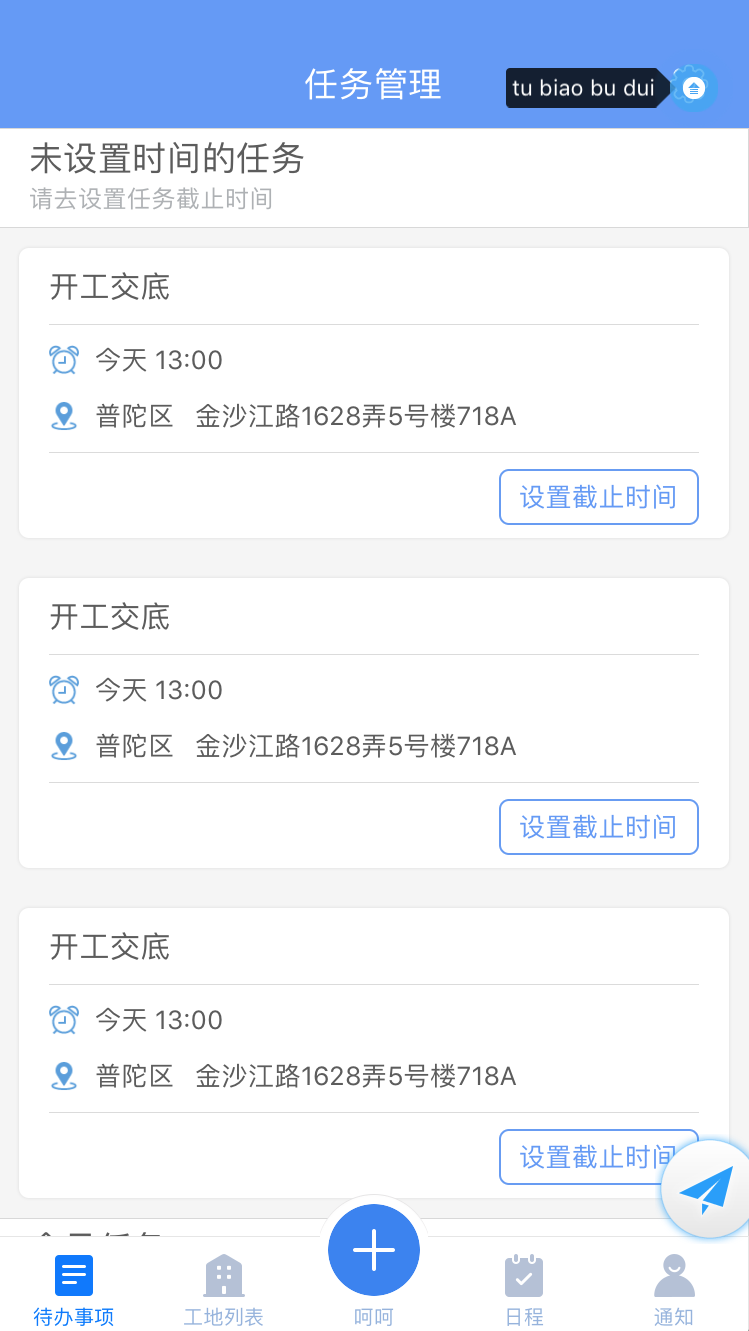 任务管理
tu biao bu dui
未设置时间的任务
请去设置任务截止时间
开工交底
今天 13:00
普陀区 金沙江路1628弄5号楼718A
设置截止时间
开工交底
今天 13:00
普陀区 金沙江路1628弄5号楼718A
设置截止时间
开工交底
今天 13:00
普陀区 金沙江路1628弄5号楼718A
设置截止时间
待办事项
工地列表
呵呵
日程
通知